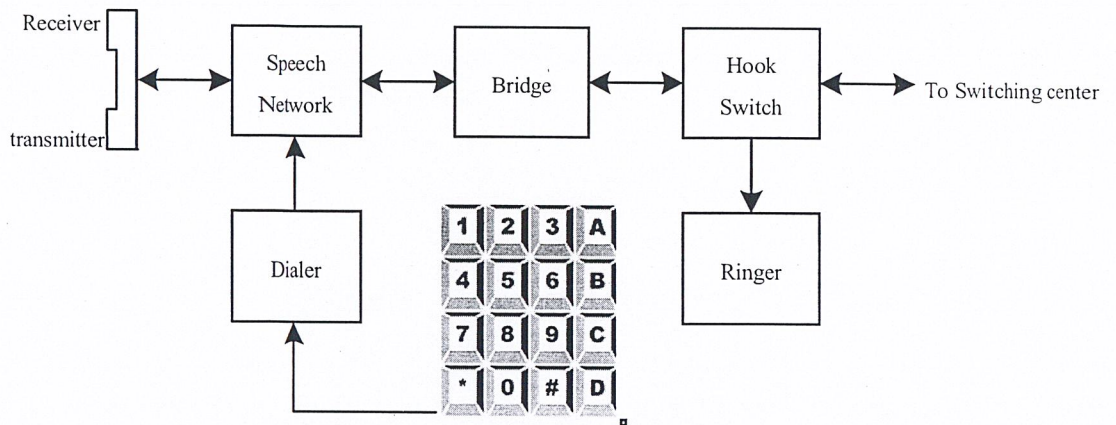 Receiver
transmitter
Speech
Network
Bridge
Hook
Switch
To Switching center
Dialer
1 2 3 A
4 5 6 B
7 8 9 C
* 0 # D
Ringer